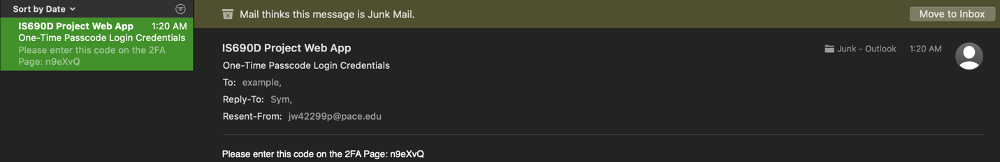 Sort by Date
IS690D Project Web App 1:20 AM
One-Time Passcode Login Credentials
Please enter this code on the 2FA
Page: n9eXvQ
Mail thinks this message is Junk Mail.
Move to Inbox
IS690D Project Web App
Junk - Outlook 1:20 AM
One-Time Passcode Login Credentials
To: example,
Reply-To: Sym,
Resent-From: jw42299p@pace.edu
Please enter this code on the 2FA Page: n9eXvQ